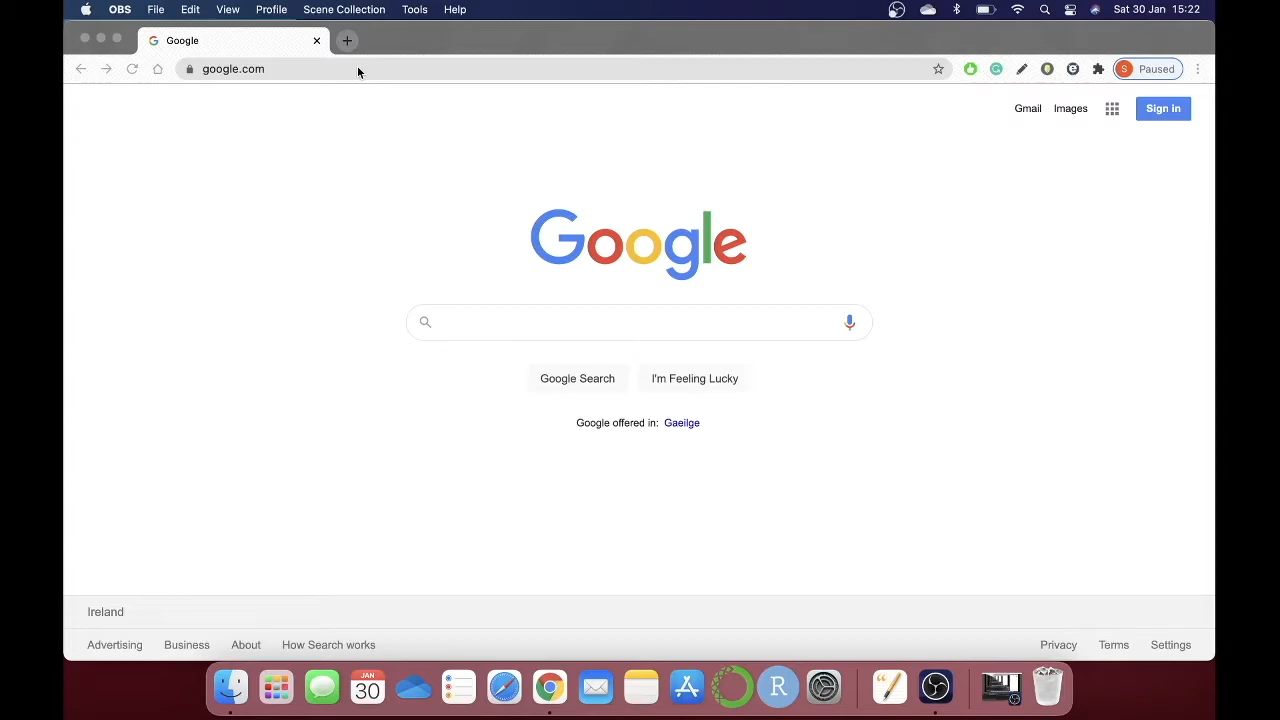 OBS File Edit View Profile Scene Collection Tools Help Sat 30 Jan 15:22
Google
google.com
S Paused
Gmail Images Sign in
Google
Google Search I'm Feeling Lucky
Google offered in: Gaeilge
Ireland
Advertising Business About How Search works Privacy Terms Settings
JAN
30
R